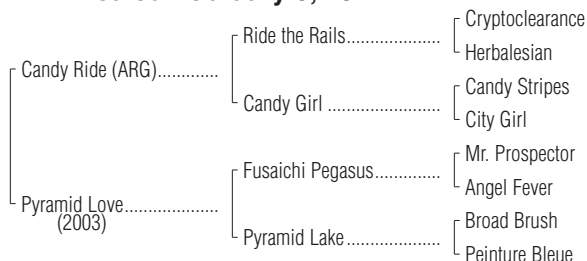 Cryptoclearance
Ride the Rails
Herbalesian
Candy Ride (ARG)
Candy Stripes
Candy Girl
City Girl
Mr. Prospector
Fusaichi Pegasus
Angel Fever
Pyramid Love
(2003)
Broad Brush
Pyramid Lake
Peinture Bleue